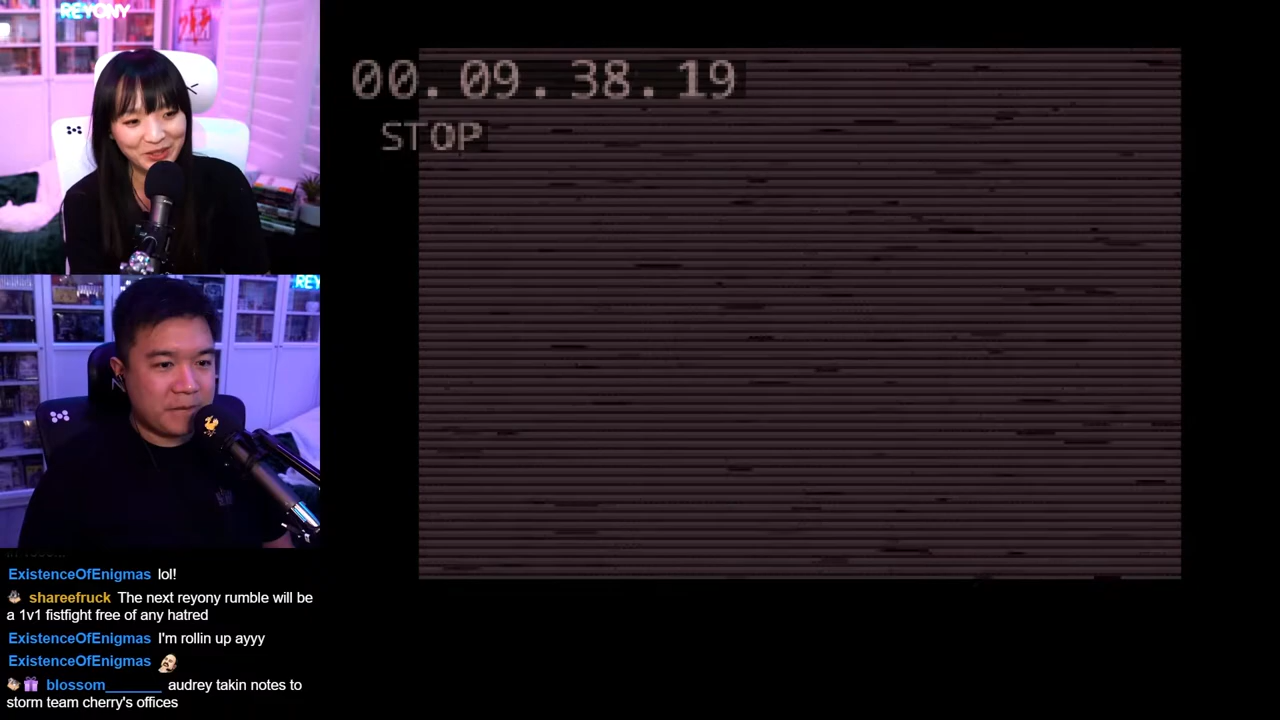 REYONY
00.09.38.19
STOP
REY
ExistenceOfEnigmas lol!
shareefruck The next reyony rumble will be
a 1v1 fistfight free of any hatred
ExistenceOfEnigmas I'm rollin up ayyy
ExistenceOfEnigmas
blossom_______ audrey takin notes to
storm team cherry's offices